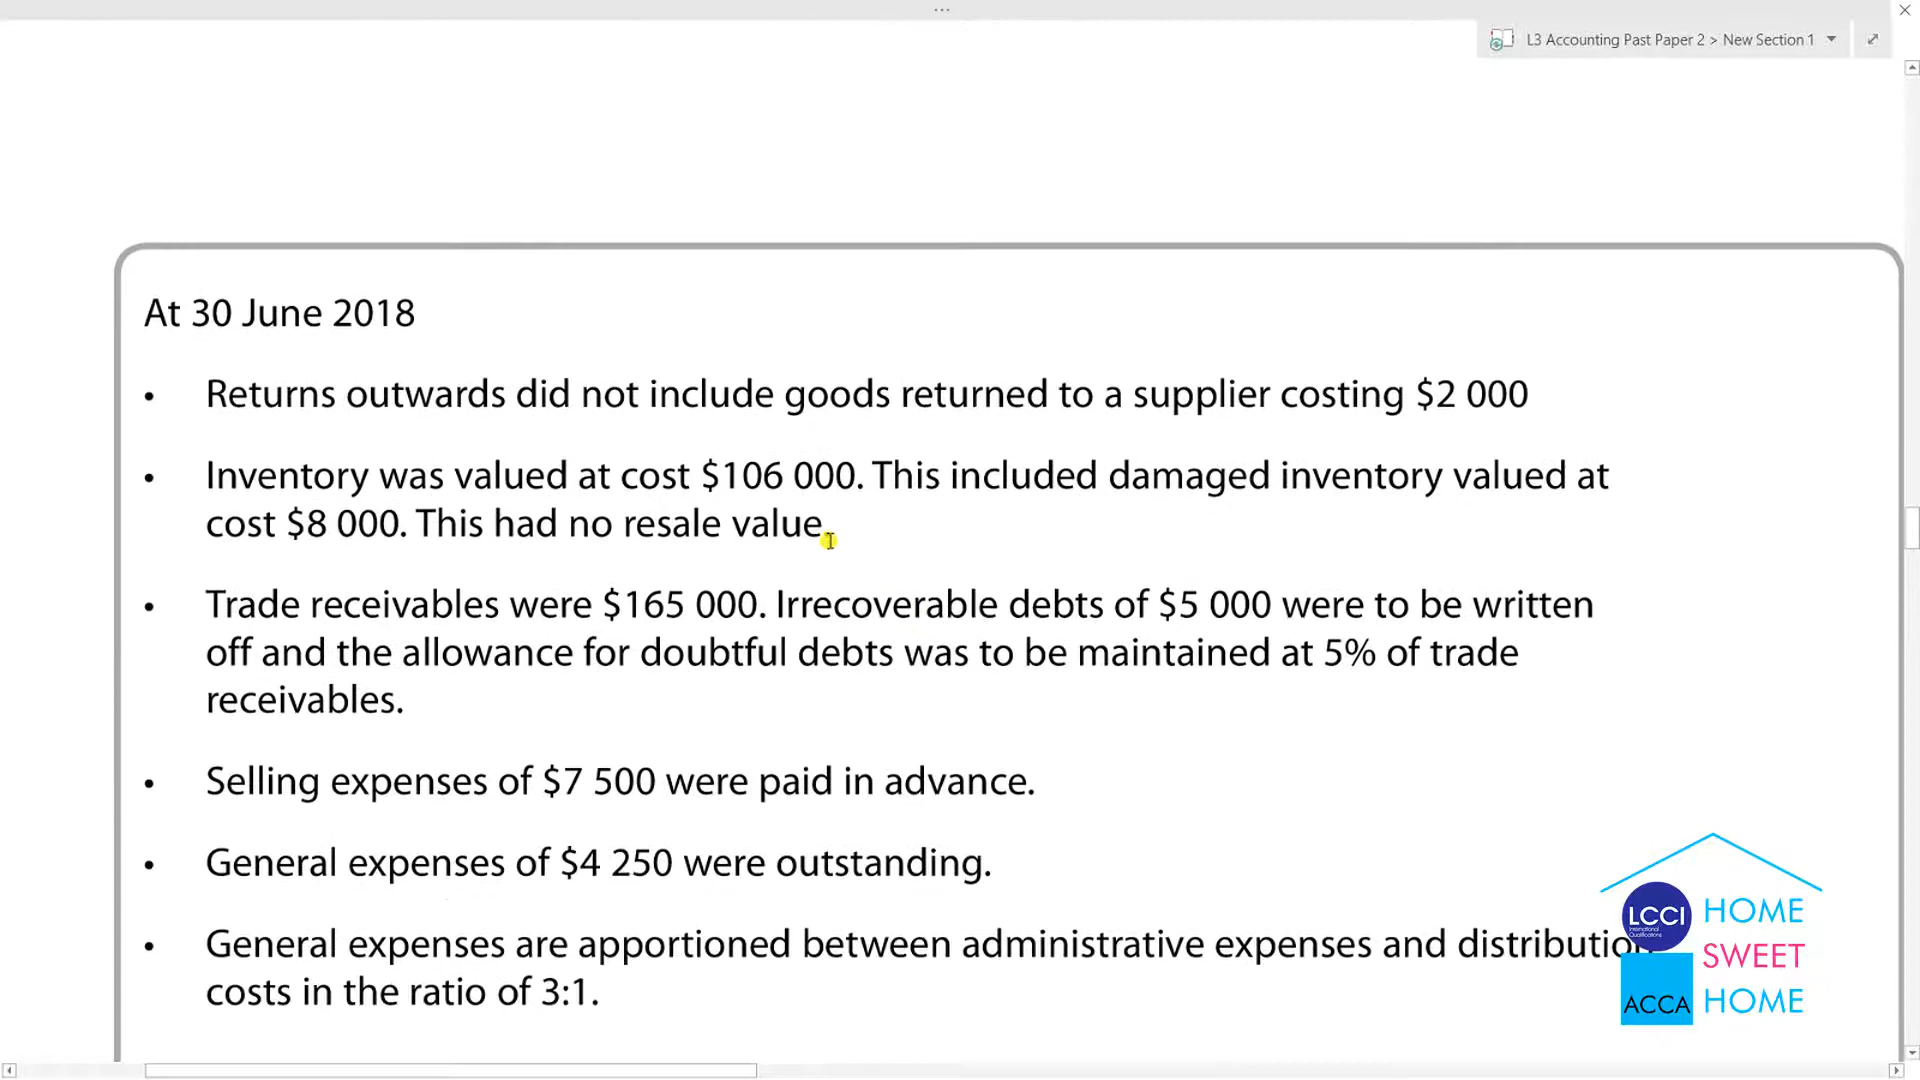 L3 Accounting Past Paper 2 > New Section 1
At 30 June 2018
• Returns outwards did not include goods returned to a supplier costing $2 000
• Inventory was valued at cost $106 000. This included damaged inventory valued at
cost $8 000. This had no resale value.
• Trade receivables were $165 000. Irrecoverable debts of $5 000 were to be written
off and the allowance for doubtful debts was to be maintained at 5% of trade
receivables.
• Selling expenses of $7 500 were paid in advance.
• General expenses of $4 250 were outstanding.
• General expenses are apportioned between administrative expenses and distribution
costs in the ratio of 3:1.
LCCI
International
Qualifications
ACCA
HOME
SWEET
HOME